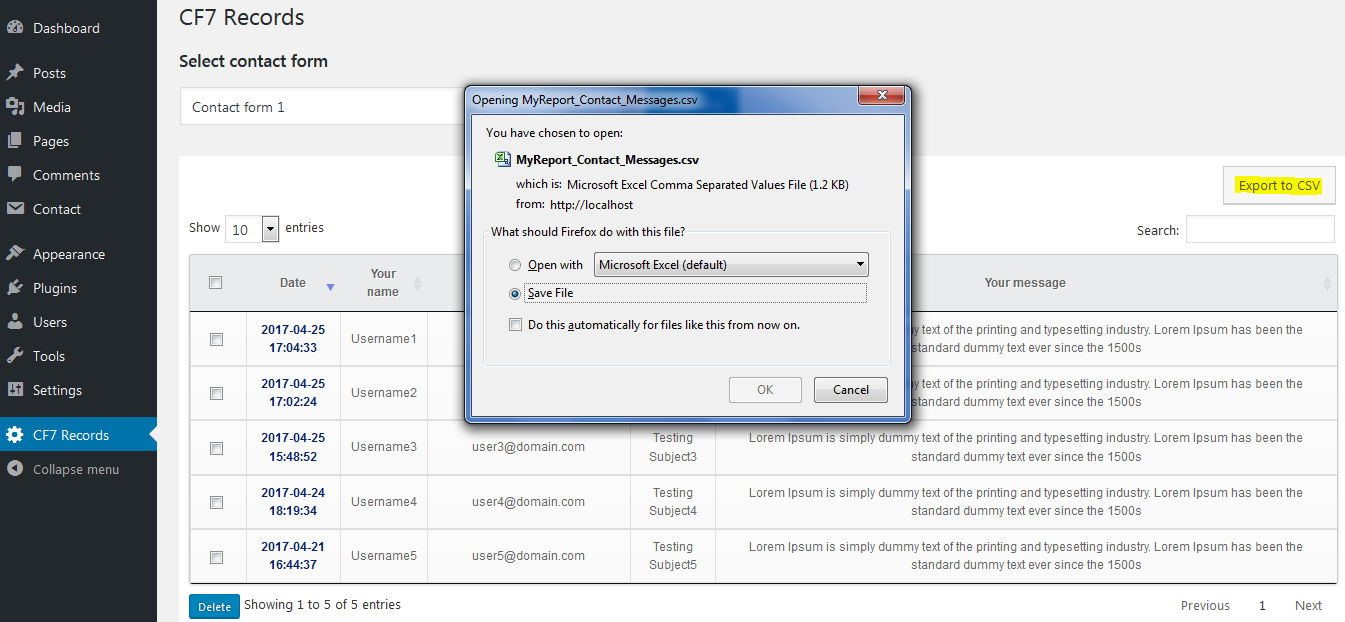 Dashboard
Posts
Media
Pages
Comments
Contact
Appearance
Plugins
Users
Tools
Settings
CF7 Records
Collapse menu
CF7 Records
Select contact form
Contact form 1
Export to CSV
Show 10 entries
Search:
Date
Your
name
Your message
2017-04-25
17:04:33
Username1
y text of the printing and typesetting industry. Lorem Ipsum has been the
standard dummy text ever since the 1500s
2017-04-25
17:02:24
Username2
y text of the printing and typesetting industry. Lorem Ipsum has been the
standard dummy text ever since the 1500s
2017-04-25
15:48:52
Username3
user3@domain.com
Testing
Subject3
Lorem Ipsum is simply dummy text of the printing and typesetting industry. Lorem Ipsum has been the
standard dummy text ever since the 1500s
2017-04-24
18:19:34
Username4
user4@domain.com
Testing
Subject4
Lorem Ipsum is simply dummy text of the printing and typesetting industry. Lorem Ipsum has been the
standard dummy text ever since the 1500s
2017-04-21
16:44:37
Username5
user5@domain.com
Testing
Subject5
Lorem Ipsum is simply dummy text of the printing and typesetting industry. Lorem Ipsum has been the
standard dummy text ever since the 1500s
Delete
Showing 1 to 5 of 5 entries
Previous 1 Next
Opening MyReport_Contact_Messages.csv
You have chosen to open:
MyReport_Contact_Messages.csv
which is: Microsoft Excel Comma Separated Values File (1.2 KB)
from: http://localhost
What should Firefox do with this file?
Open with Microsoft Excel (default)
Save File
Do this automatically for files like this from now on.
OK Cancel